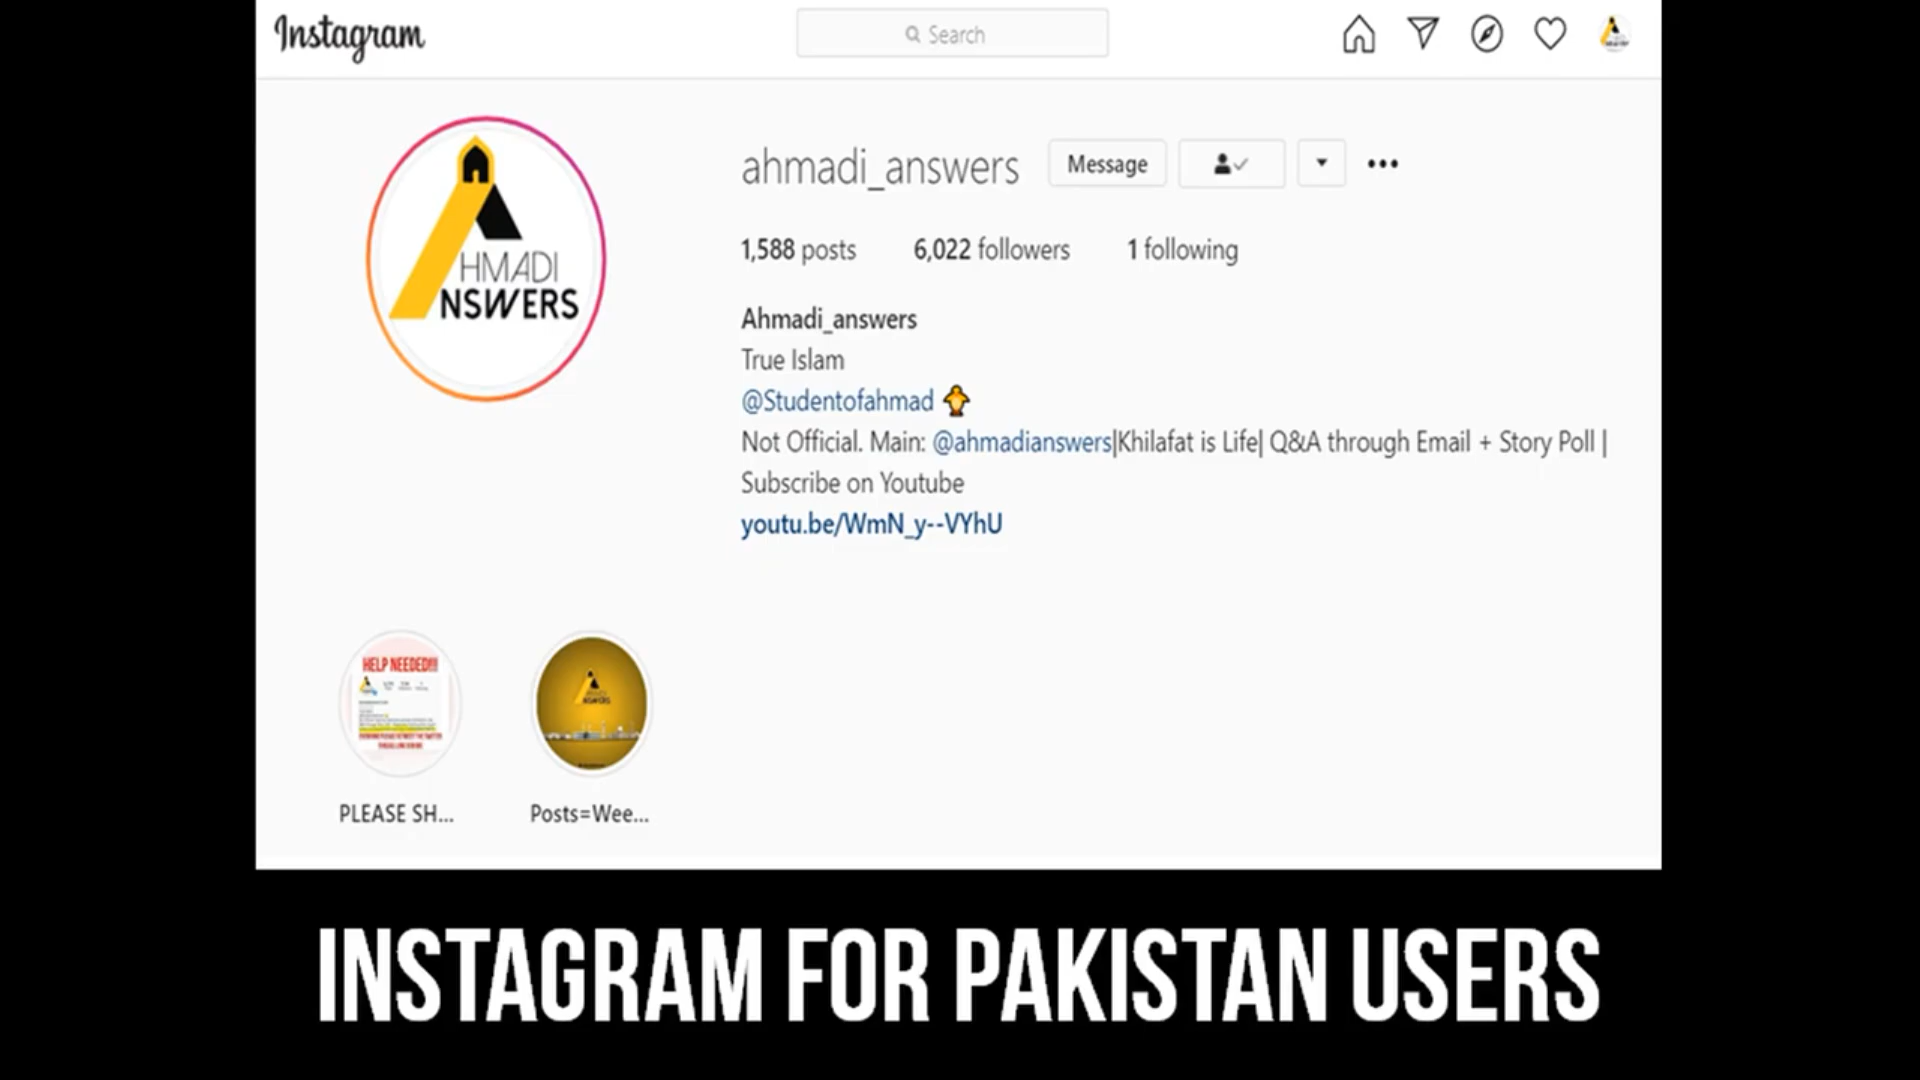 Instagram
Search
HMADI
NSWERS
ahmadi_answers
Message
1,588 posts
6,022 followers
1 following
Ahmadi_answers
True Islam
@Studentofahmad
Not Official. Main: @ahmadianswers|Khilafat is Life| Q&A through Email + Story Poll |
Subscribe on Youtube
youtu.be/WmN_y--VYhU
HELP NEEDED!!!
PLEASE SH...
Posts=Wee...
INSTAGRAM FOR PAKISTAN USERS